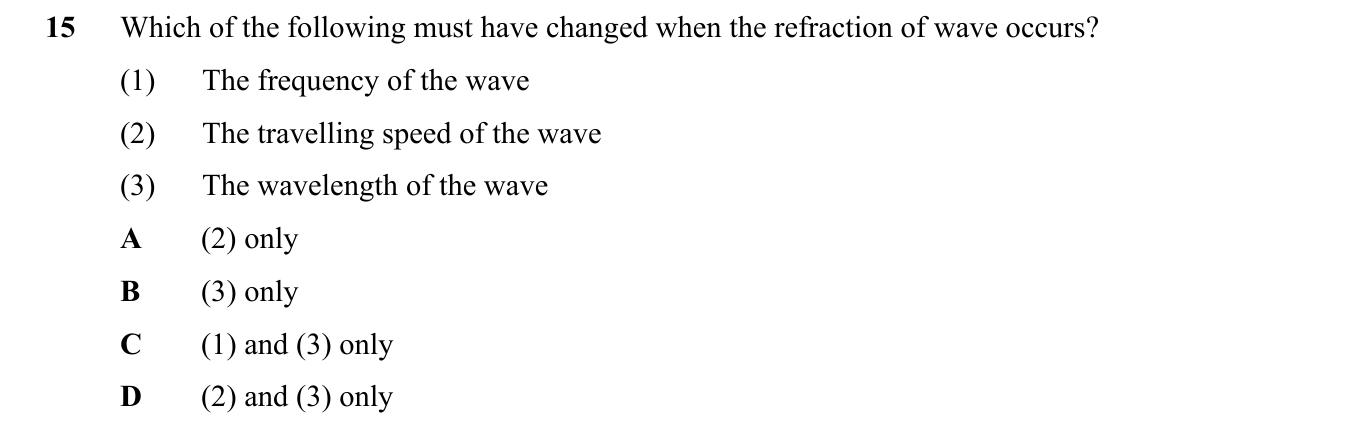 15 Which of the following must have changed when the refraction of wave occurs?
(1) The frequency of the wave
(2) The travelling speed of the wave
(3) The wavelength of the wave
A (2) only
B (3) only
C (1) and (3) only
D (2) and (3) only